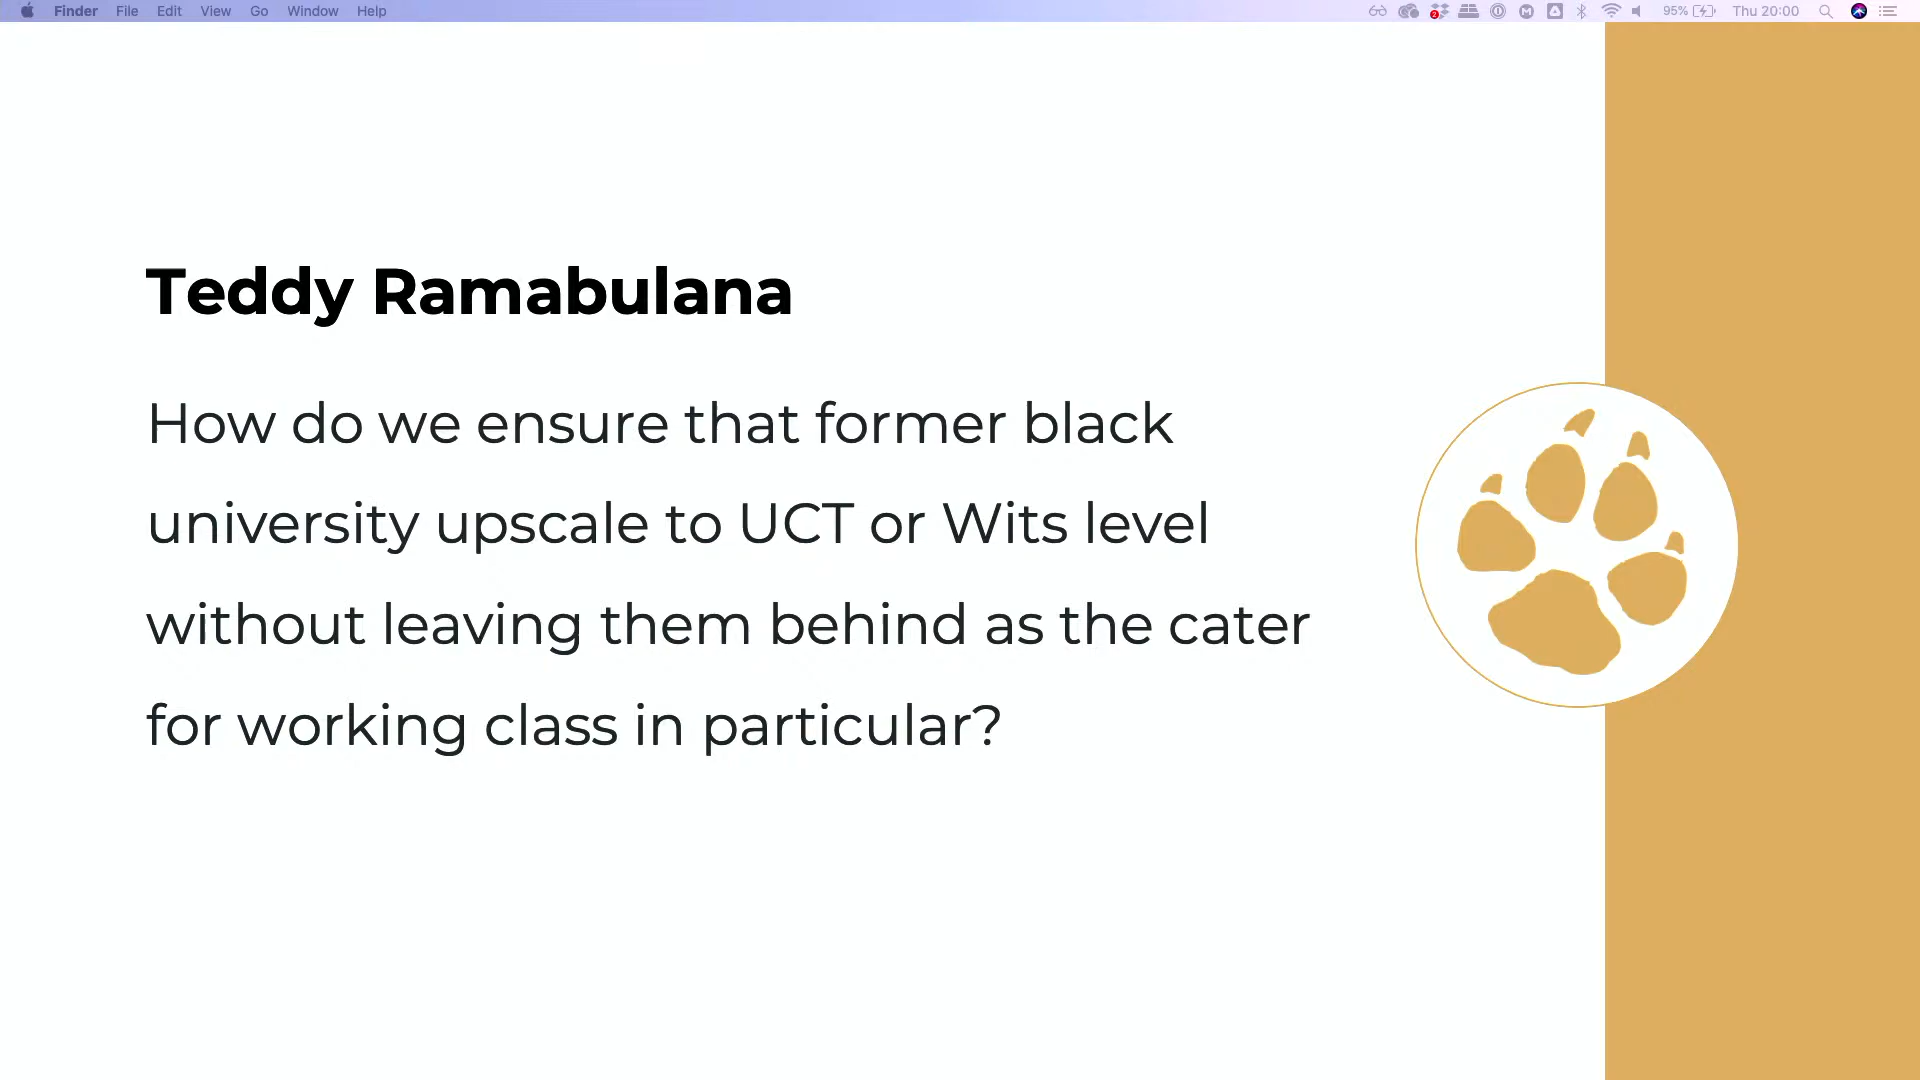 Finder File Edit View Go Window Help 95% Thu 20:00
Teddy Ramabulana
How do we ensure that former black
university upscale to UCT or Wits level
without leaving them behind as the cater
for working class in particular?